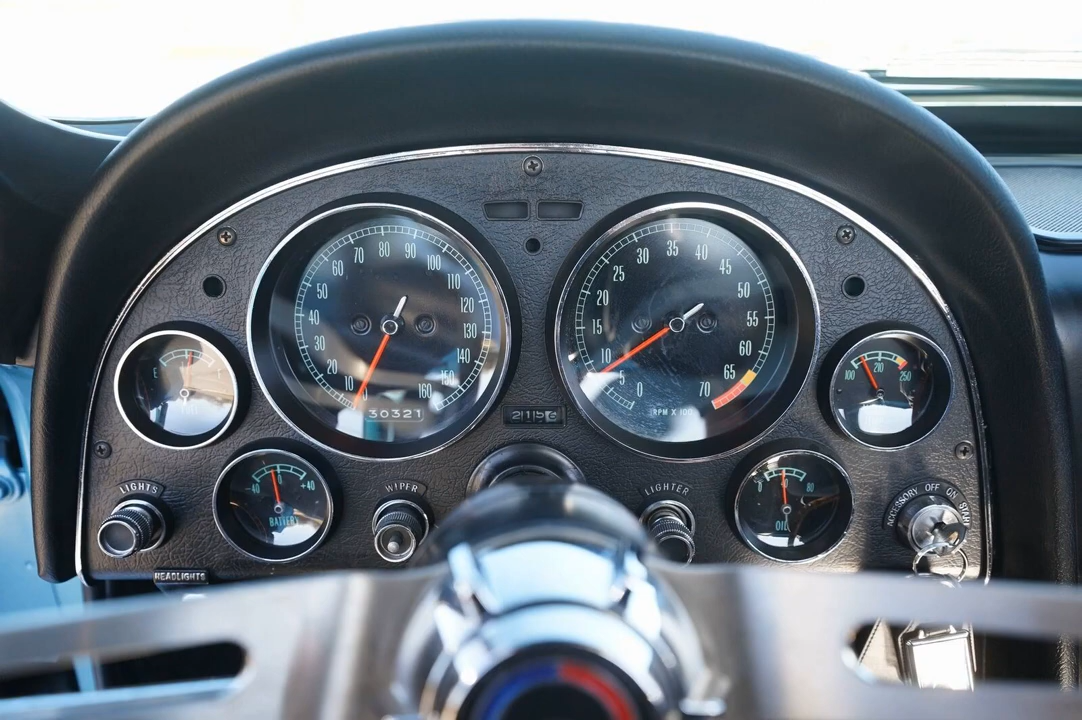 10 20 30 40 50 60 70 80 90 100 110 120 130 140 150 160
30321
0 5 10 15 20 25 30 35 40 45 50 55 60 65 70
RPM X 100
E
100 210 250
LIGHTS
40 0 +40
BATTERY
WIPER
LIGHTER
0 40 80
OIL
ACCESSORY OFF ON START
HEADLIGHTS